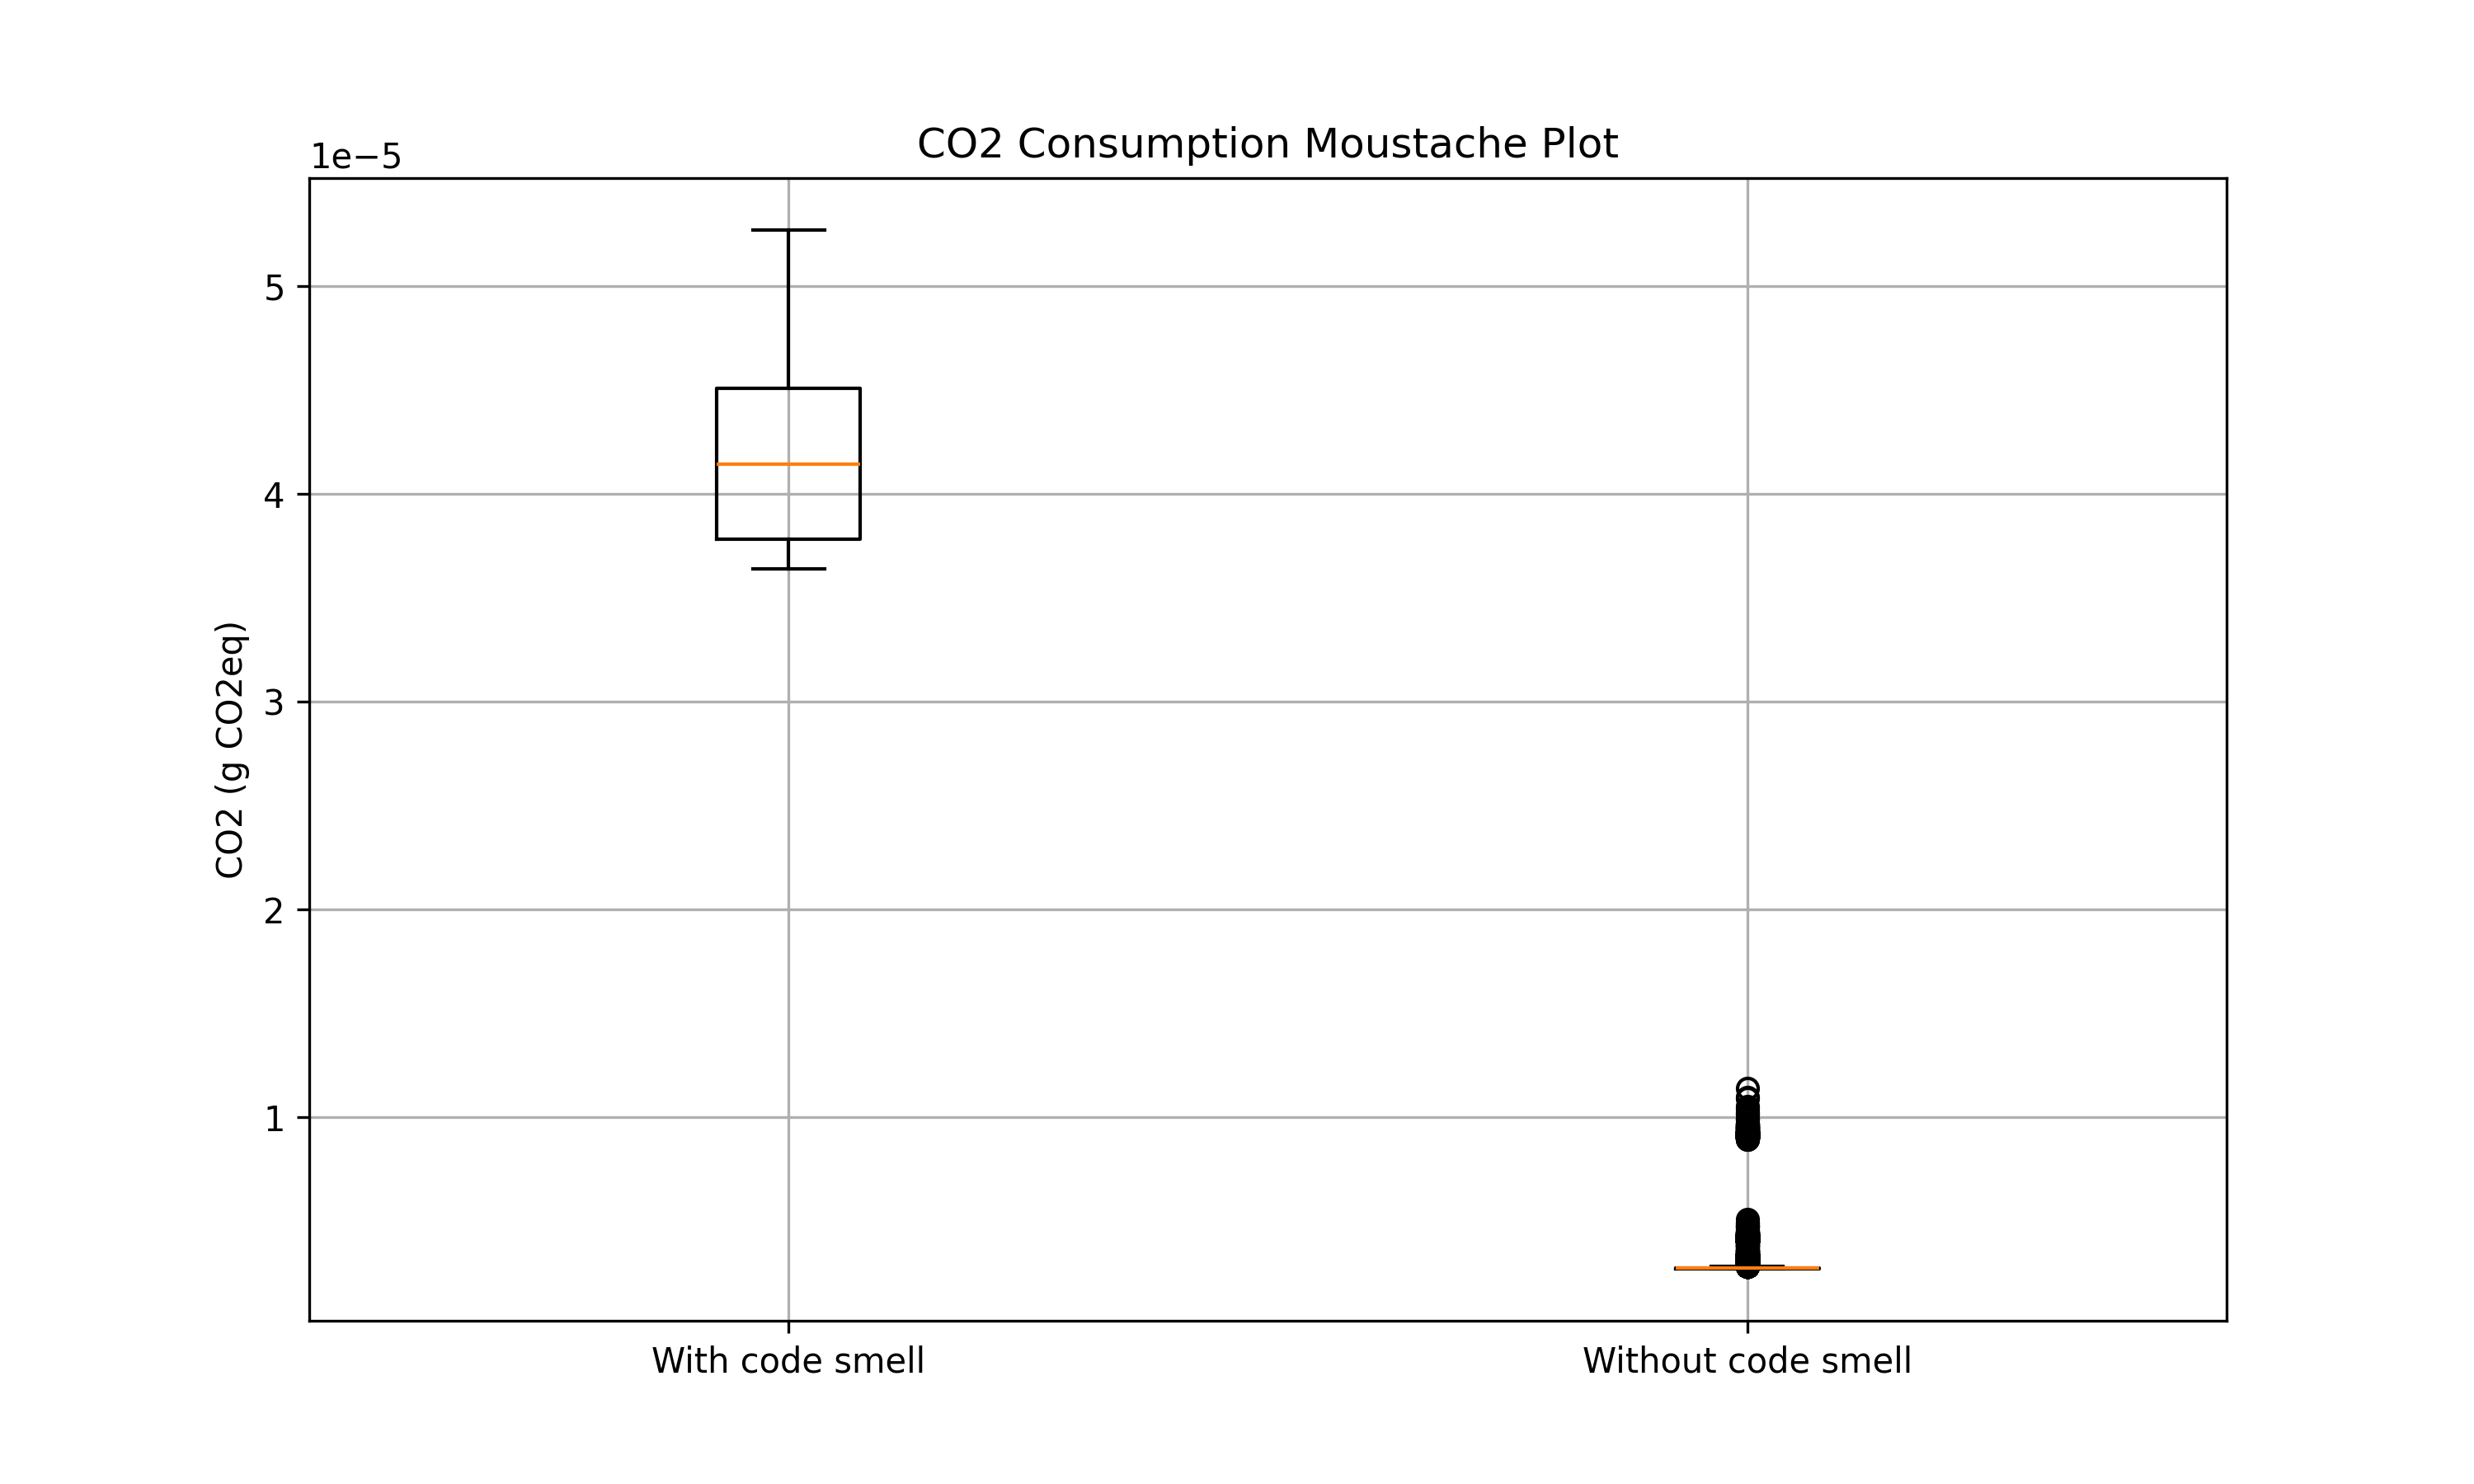 CO2 Consumption Moustache Plot
1e−5
5
4
3
2
1
CO2 (g CO2eq)
With code smell
Without code smell